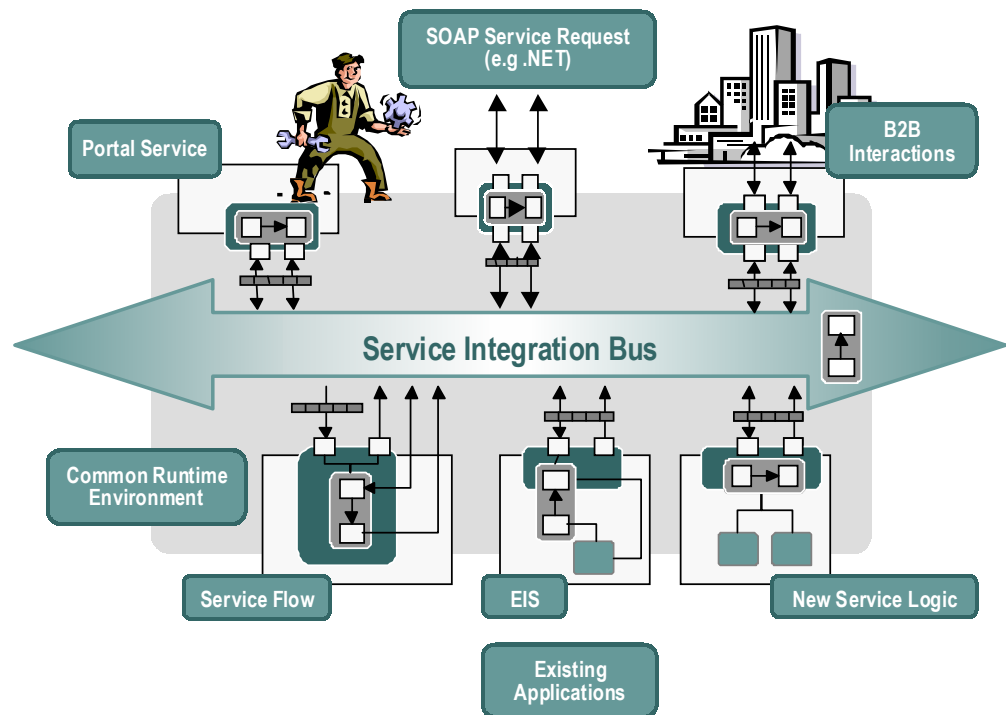 SOAP Service Request
(e.g .NET)
Portal Service
B2B
Interactions
Service Integration Bus
Common Runtime
Environment
Service Flow
EIS
New Service Logic
Existing
Applications